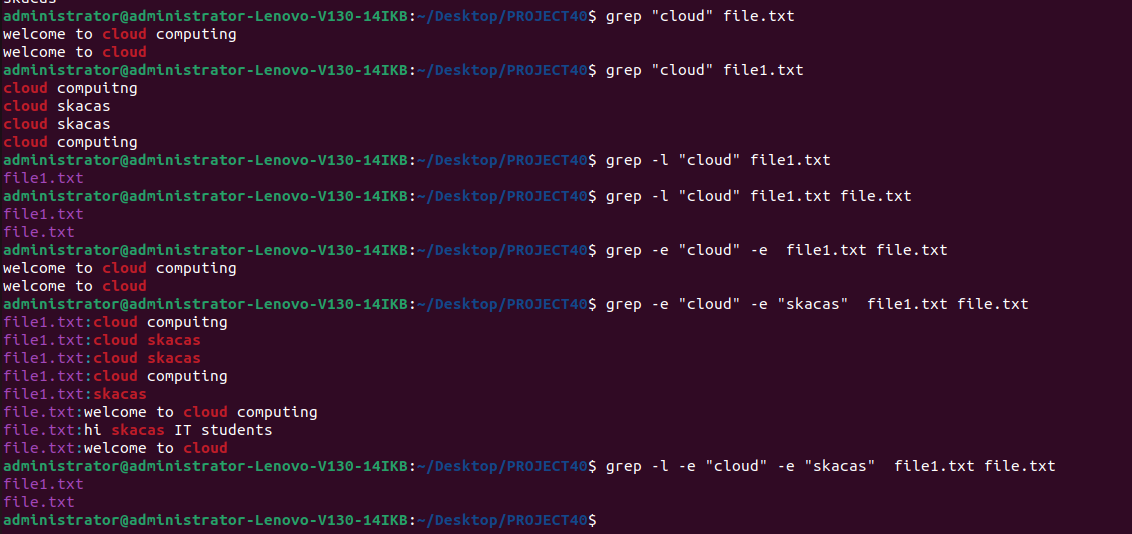 skacas
administrator@administrator-Lenovo-V130-14IKB:~/Desktop/PROJECT40$ grep "cloud" file.txt
welcome to cloud computing
welcome to cloud
administrator@administrator-Lenovo-V130-14IKB:~/Desktop/PROJECT40$ grep "cloud" file1.txt
cloud compuitng
cloud skacas
cloud skacas
cloud computing
administrator@administrator-Lenovo-V130-14IKB:~/Desktop/PROJECT40$ grep -l "cloud" file1.txt
file1.txt
administrator@administrator-Lenovo-V130-14IKB:~/Desktop/PROJECT40$ grep -l "cloud" file1.txt file.txt
file1.txt
file.txt
administrator@administrator-Lenovo-V130-14IKB:~/Desktop/PROJECT40$ grep -e "cloud" -e  file1.txt file.txt
welcome to cloud computing
welcome to cloud
administrator@administrator-Lenovo-V130-14IKB:~/Desktop/PROJECT40$ grep -e "cloud" -e "skacas"  file1.txt file.txt
file1.txt:cloud compuitng
file1.txt:cloud skacas
file1.txt:cloud skacas
file1.txt:cloud computing
file1.txt:skacas
file.txt:welcome to cloud computing
file.txt:hi skacas IT students
file.txt:welcome to cloud
administrator@administrator-Lenovo-V130-14IKB:~/Desktop/PROJECT40$ grep -l -e "cloud" -e "skacas"  file1.txt file.txt
file1.txt
file.txt
administrator@administrator-Lenovo-V130-14IKB:~/Desktop/PROJECT40$